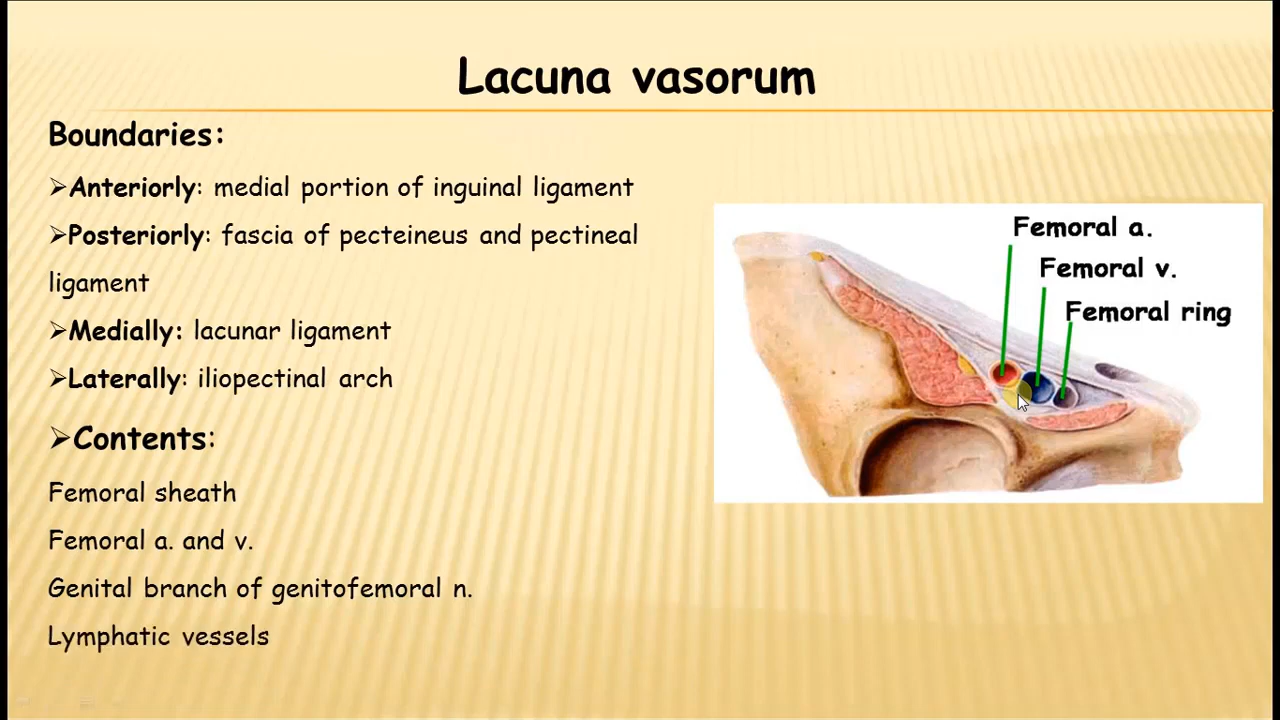 Lacuna vasorum
Boundaries:
➢Anteriorly: medial portion of inguinal ligament
➢Posteriorly: fascia of pecteineus and pectineal
ligament
➢Medially: lacunar ligament
➢Laterally: iliopectinal arch
➢Contents:
Femoral sheath
Femoral a. and v.
Genital branch of genitofemoral n.
Lymphatic vessels
Femoral a.
Femoral v.
Femoral ring